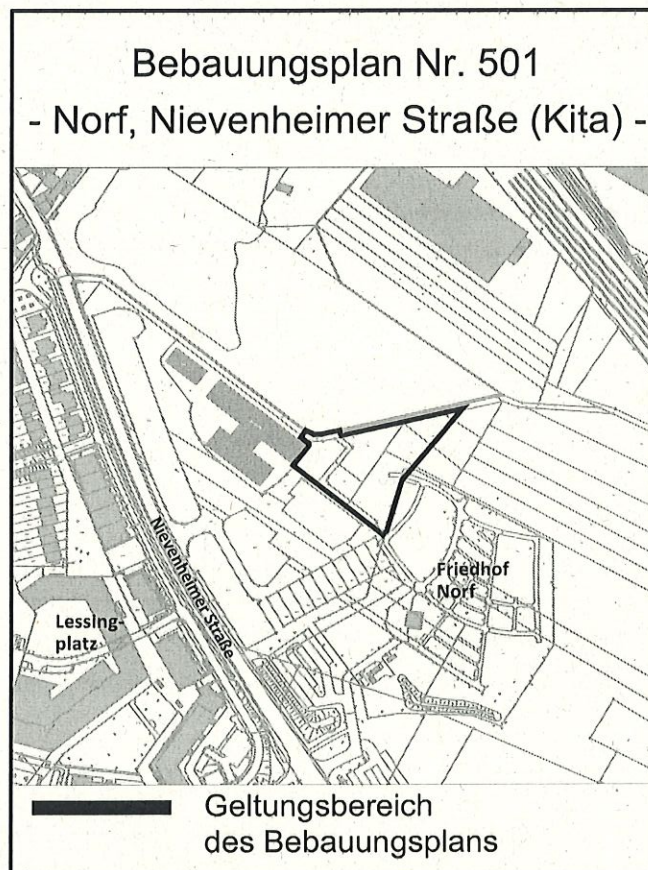 Bebauungsplan Nr. 501
- Norf, Nievenheimer Straße (Kita) -
Nievenheimer Straße
Friedhof
Norf
Lessing-
platz
Geltungsbereich
des Bebauungsplans